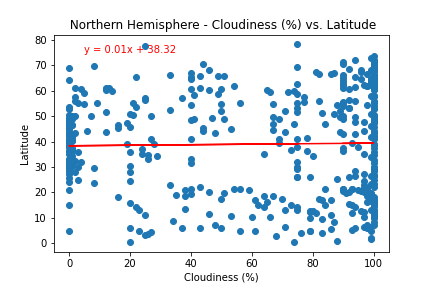 Northern Hemisphere - Cloudiness (%) vs. Latitude
80
y = 0.01x + 38.32
70
60
50
40
30
20
10
0
Latitude
0 20 40 60 80 100
Cloudiness (%)